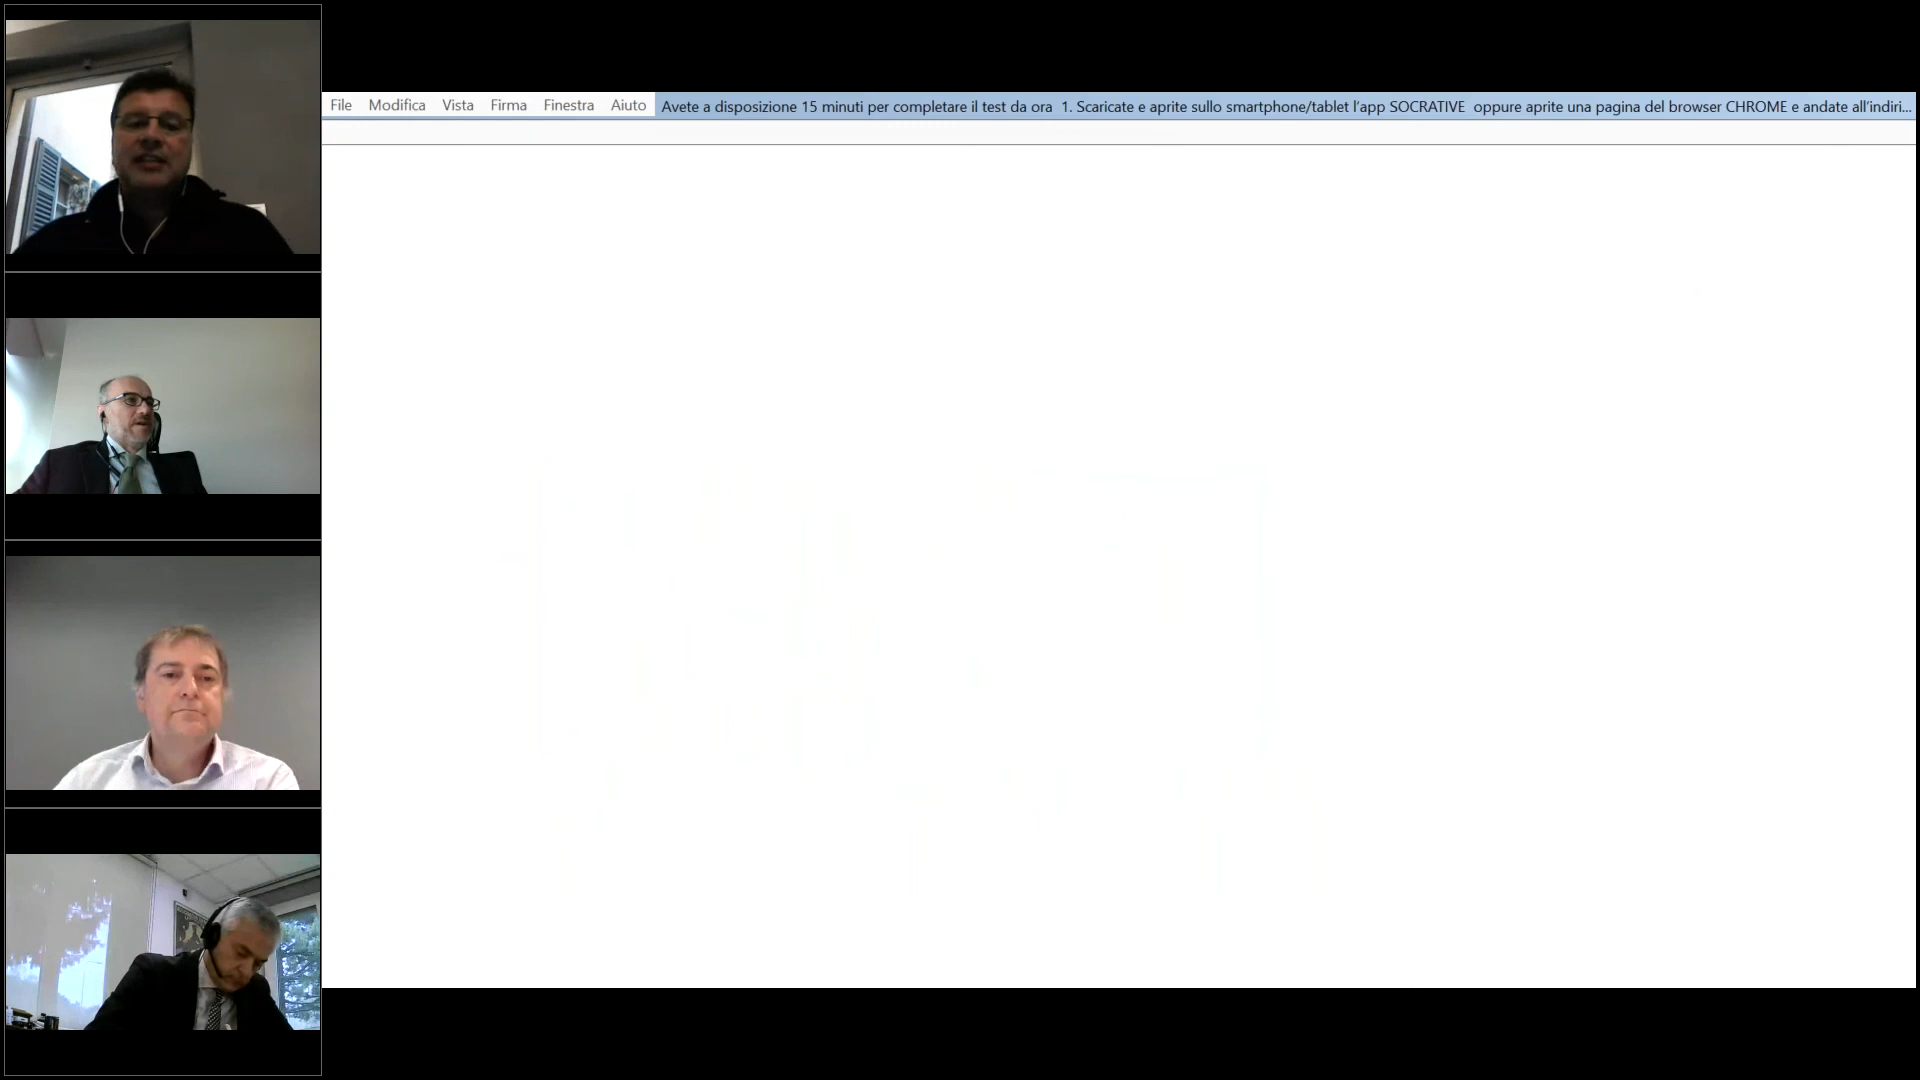 File Modifica Vista Firma Finestra Aiuto Avete a disposizione 15 minuti per completare il test da ora 1. Scaricate e aprite sullo smartphone/tablet l’app SOCRATIVE oppure aprite una pagina del browser CHROME e andate all’indiri...